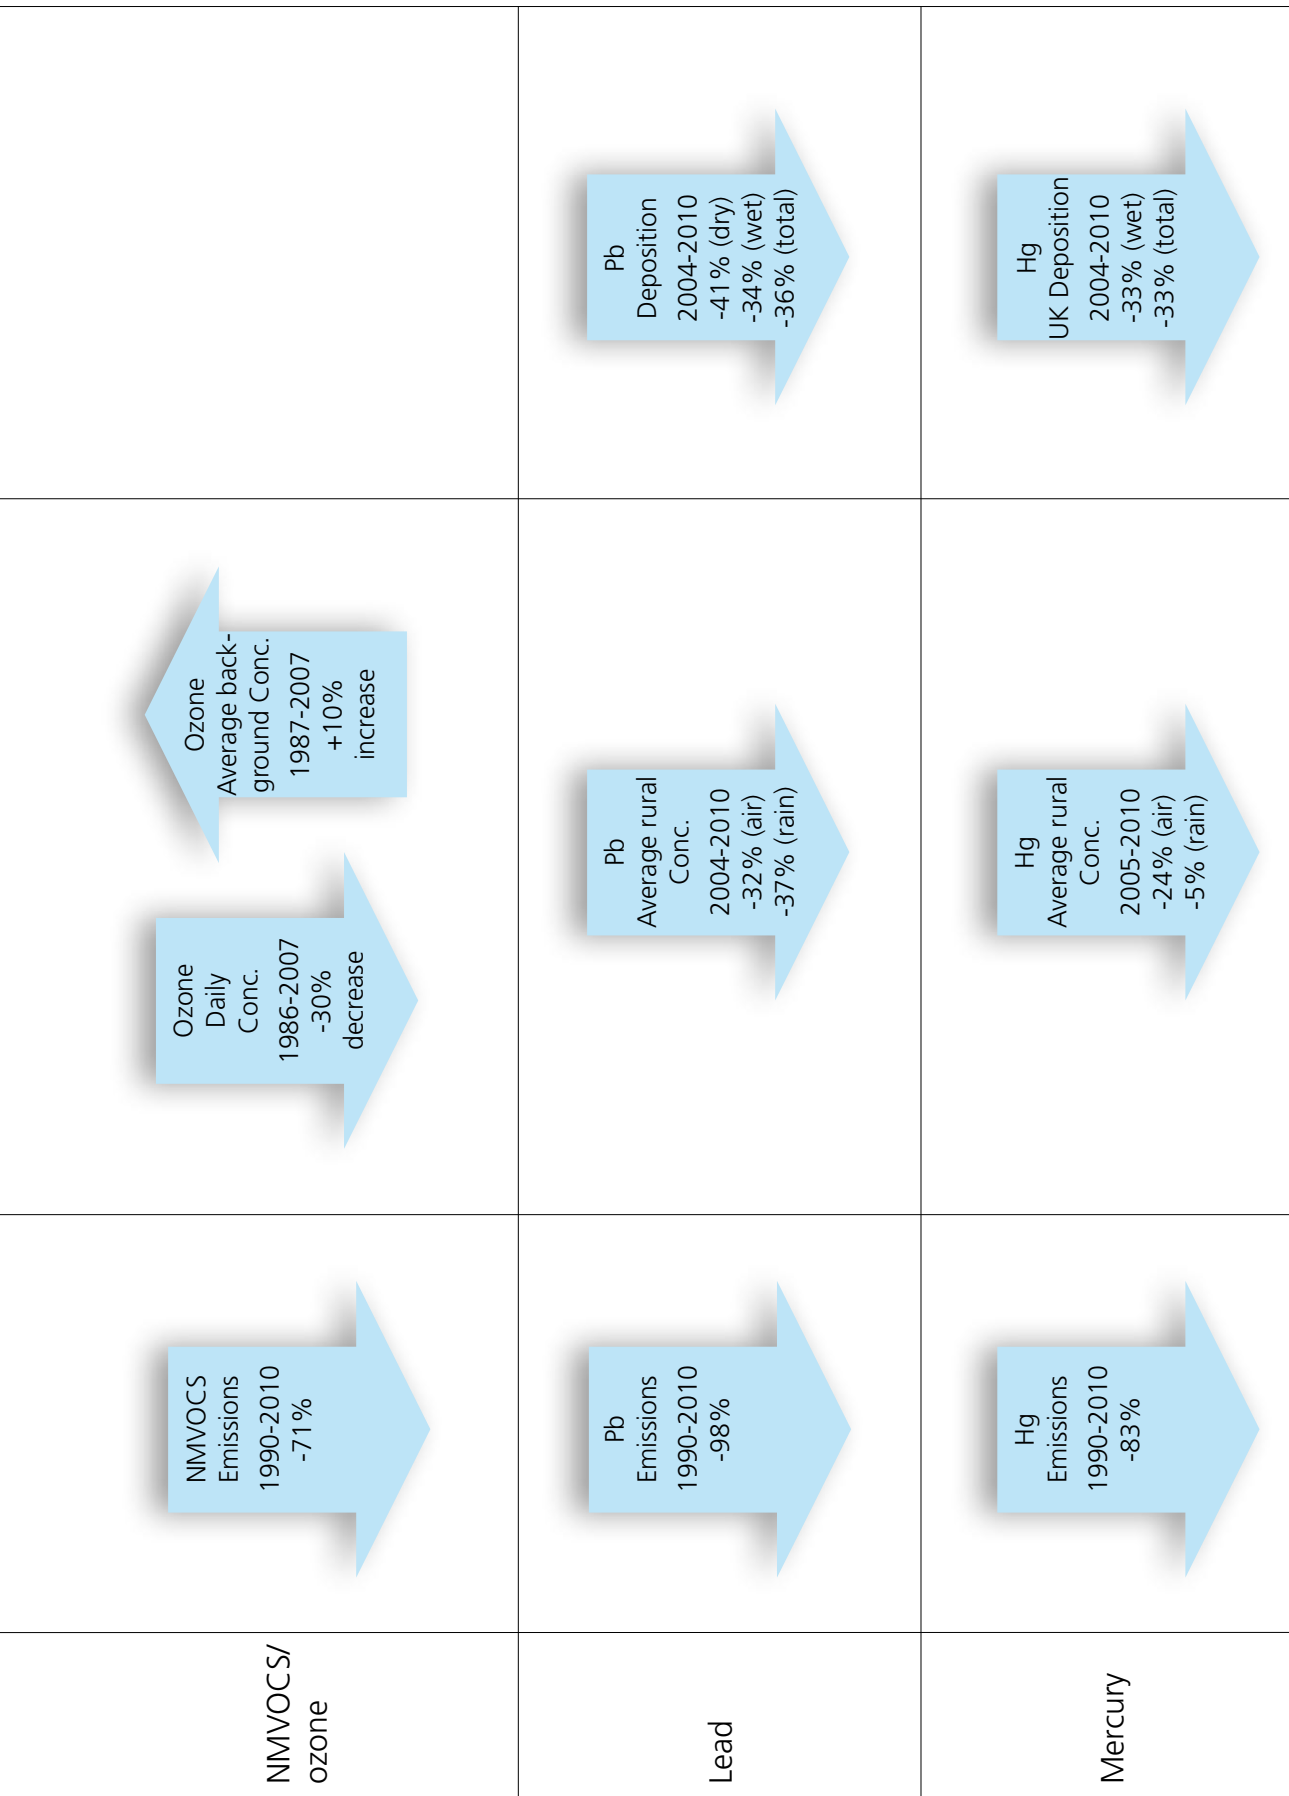 NMVOCS/
ozone
NMVOCS
Emissions
1990-2010
-71%
Ozone
Daily
Conc.
1986-2007
-30%
decrease
Ozone
Average back-
ground Conc.
1987-2007
+10%
increase
Lead
Pb
Emissions
1990-2010
-98%
Pb
Average rural
Conc.
2004-2010
-32% (air)
-37% (rain)
Pb
Deposition
2004-2010
-41% (dry)
-34% (wet)
-36% (total)
Mercury
Hg
Emissions
1990-2010
-83%
Hg
Average rural
Conc.
2005-2010
-24% (air)
-5% (rain)
Hg
UK Deposition
2004-2010
-33% (wet)
-33% (total)